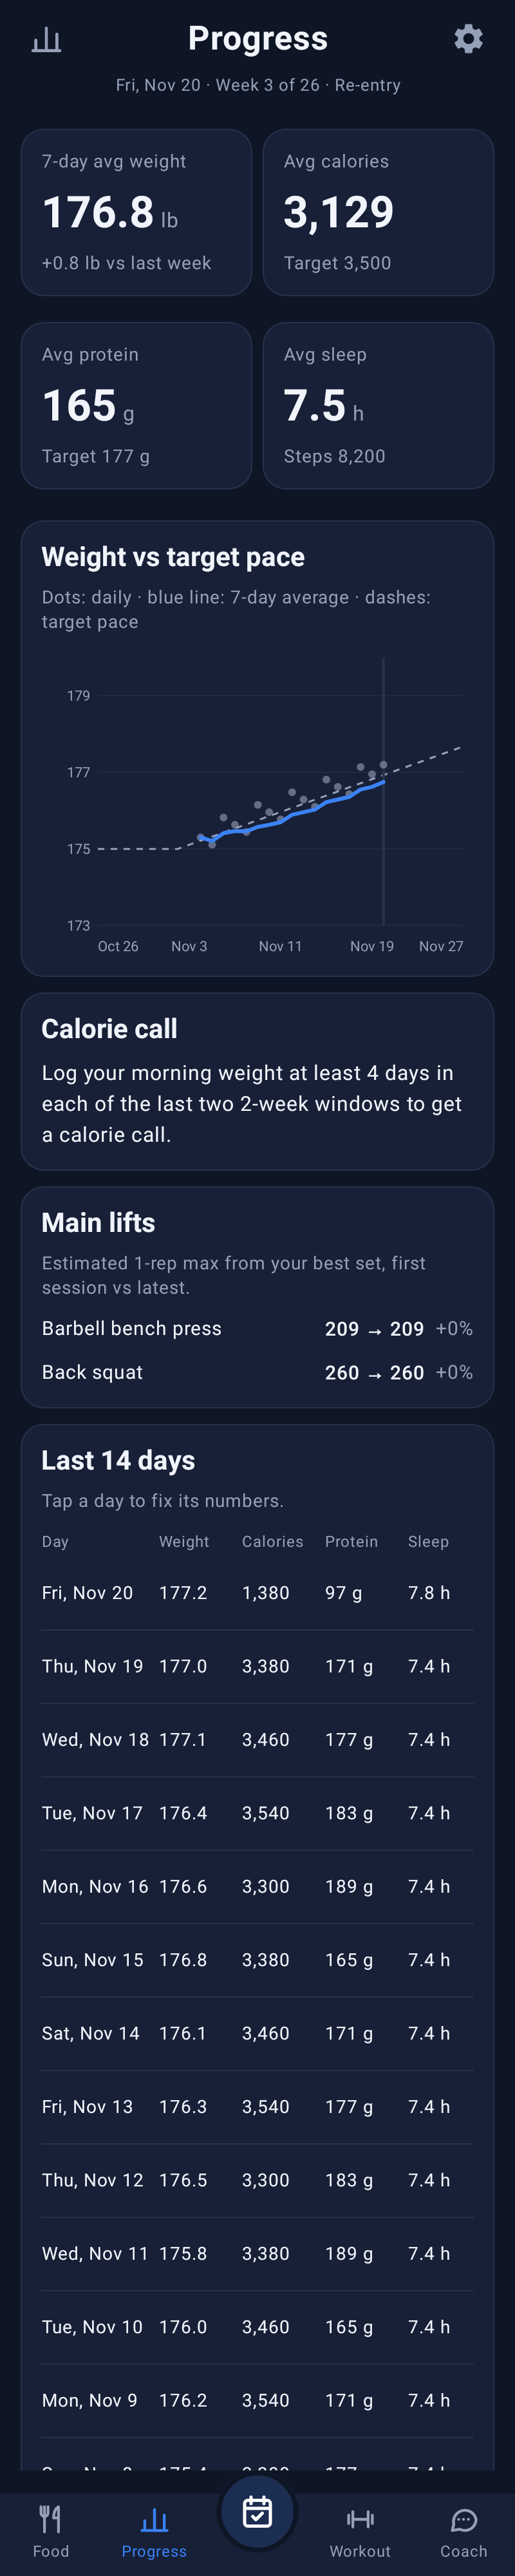 Progress
Fri, Nov 20 · Week 3 of 26 · Re-entry
7-day avg weight
176.8 lb
+0.8 lb vs last week
Avg calories
3,129
Target 3,500
Avg protein
165 g
Target 177 g
Avg sleep
7.5 h
Steps 8,200
Weight vs target pace
Dots: daily · blue line: 7-day average · dashes:
target pace
179
177
175
173
Oct 26 Nov 3 Nov 11 Nov 19 Nov 27
Calorie call
Log your morning weight at least 4 days in
each of the last two 2-week windows to get
a calorie call.
Main lifts
Estimated 1-rep max from your best set, first
session vs latest.
Barbell bench press 209 → 209 +0%
Back squat 260 → 260 +0%
Last 14 days
Tap a day to fix its numbers.
Day Weight Calories Protein Sleep
Fri, Nov 20 177.2 1,380 97 g 7.8 h
Thu, Nov 19 177.0 3,380 171 g 7.4 h
Wed, Nov 18 177.1 3,460 177 g 7.4 h
Tue, Nov 17 176.4 3,540 183 g 7.4 h
Mon, Nov 16 176.6 3,300 189 g 7.4 h
Sun, Nov 15 176.8 3,380 165 g 7.4 h
Sat, Nov 14 176.1 3,460 171 g 7.4 h
Fri, Nov 13 176.3 3,540 177 g 7.4 h
Thu, Nov 12 176.5 3,300 183 g 7.4 h
Wed, Nov 11 175.8 3,380 189 g 7.4 h
Tue, Nov 10 176.0 3,460 165 g 7.4 h
Mon, Nov 9 176.2 3,540 171 g 7.4 h
Food Progress Workout Coach